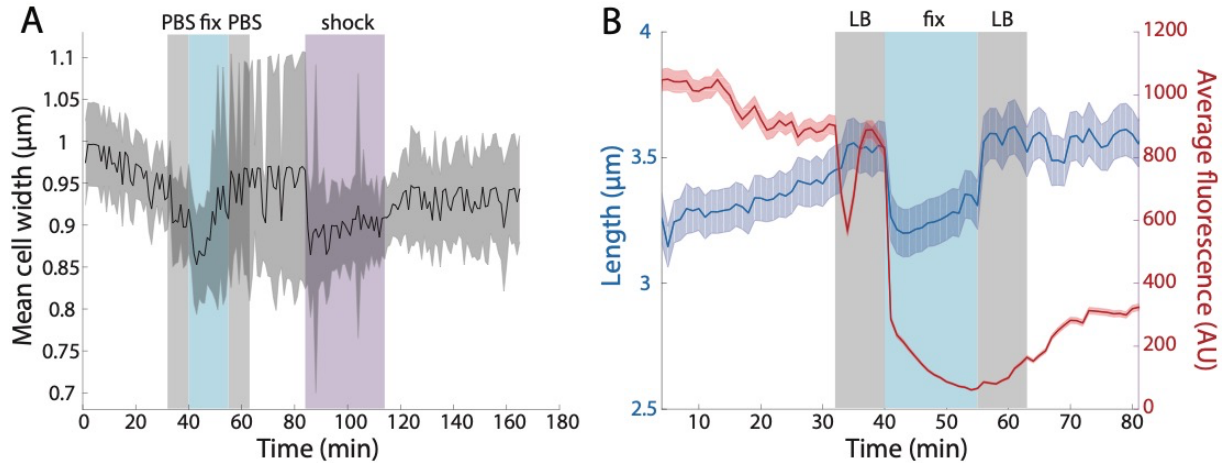 A
PBS fix PBS shock
Mean cell width (μm)
1.1
1.05
1
0.95
0.9
0.85
0.8
0.75
0.7
0 20 40 60 80 100 120 140 160 180
Time (min)
B
LB fix LB
Length (μm)
4
3.5
3
2.5
Average fluorescence (AU)
1200
1000
800
600
400
200
0
10 20 30 40 50 60 70 80
Time (min)